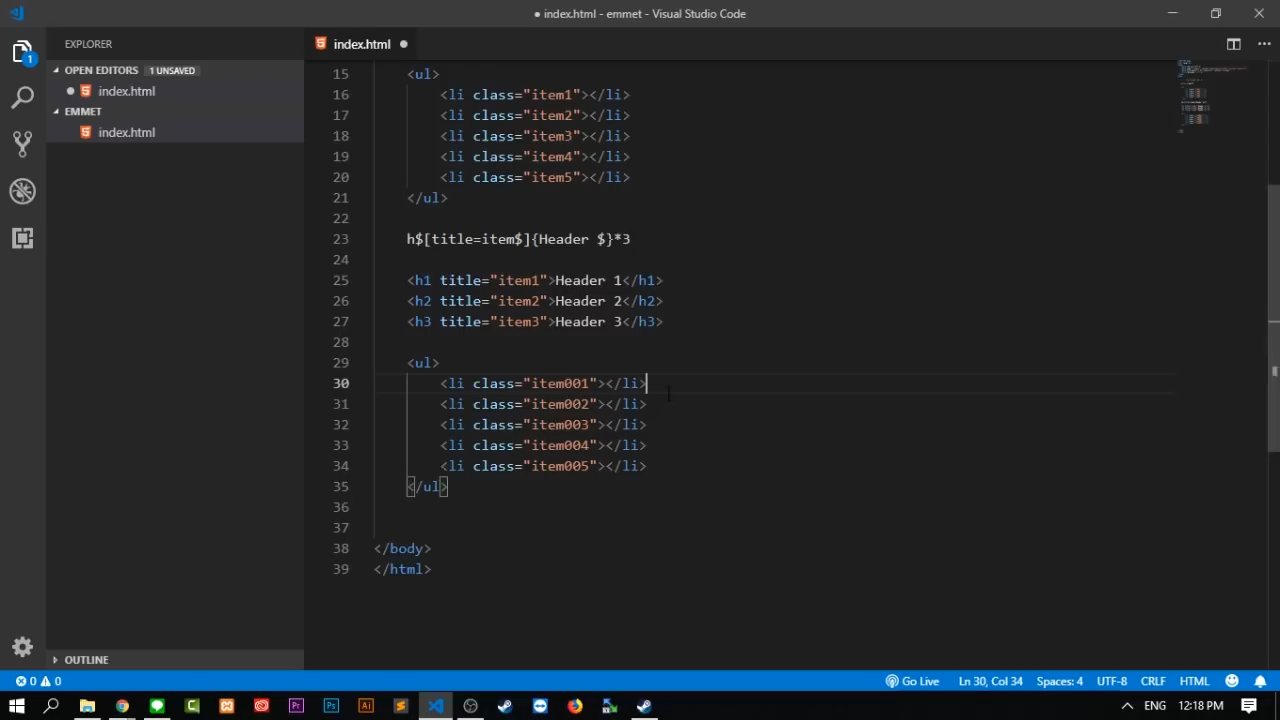 index.html - emmet - Visual Studio Code
EXPLORER
index.html
OPEN EDITORS 1 UNSAVED
index.html
EMMET
index.html
15 <ul>
16 <li class="item1"></li>
17 <li class="item2"></li>
18 <li class="item3"></li>
19 <li class="item4"></li>
20 <li class="item5"></li>
21 </ul>
22
23 h$[title=item$]{Header $}*3
24
25 <h1 title="item1">Header 1</h1>
26 <h2 title="item2">Header 2</h2>
27 <h3 title="item3">Header 3</h3>
28
29 <ul>
30 <li class="item001"></li>
31 <li class="item002"></li>
32 <li class="item003"></li>
33 <li class="item004"></li>
34 <li class="item005"></li>
35 </ul>
36
37
38 </body>
39 </html>
OUTLINE
0 0 Go Live Ln 30, Col 34 Spaces: 4 UTF-8 CRLF HTML
ENG 12:18 PM